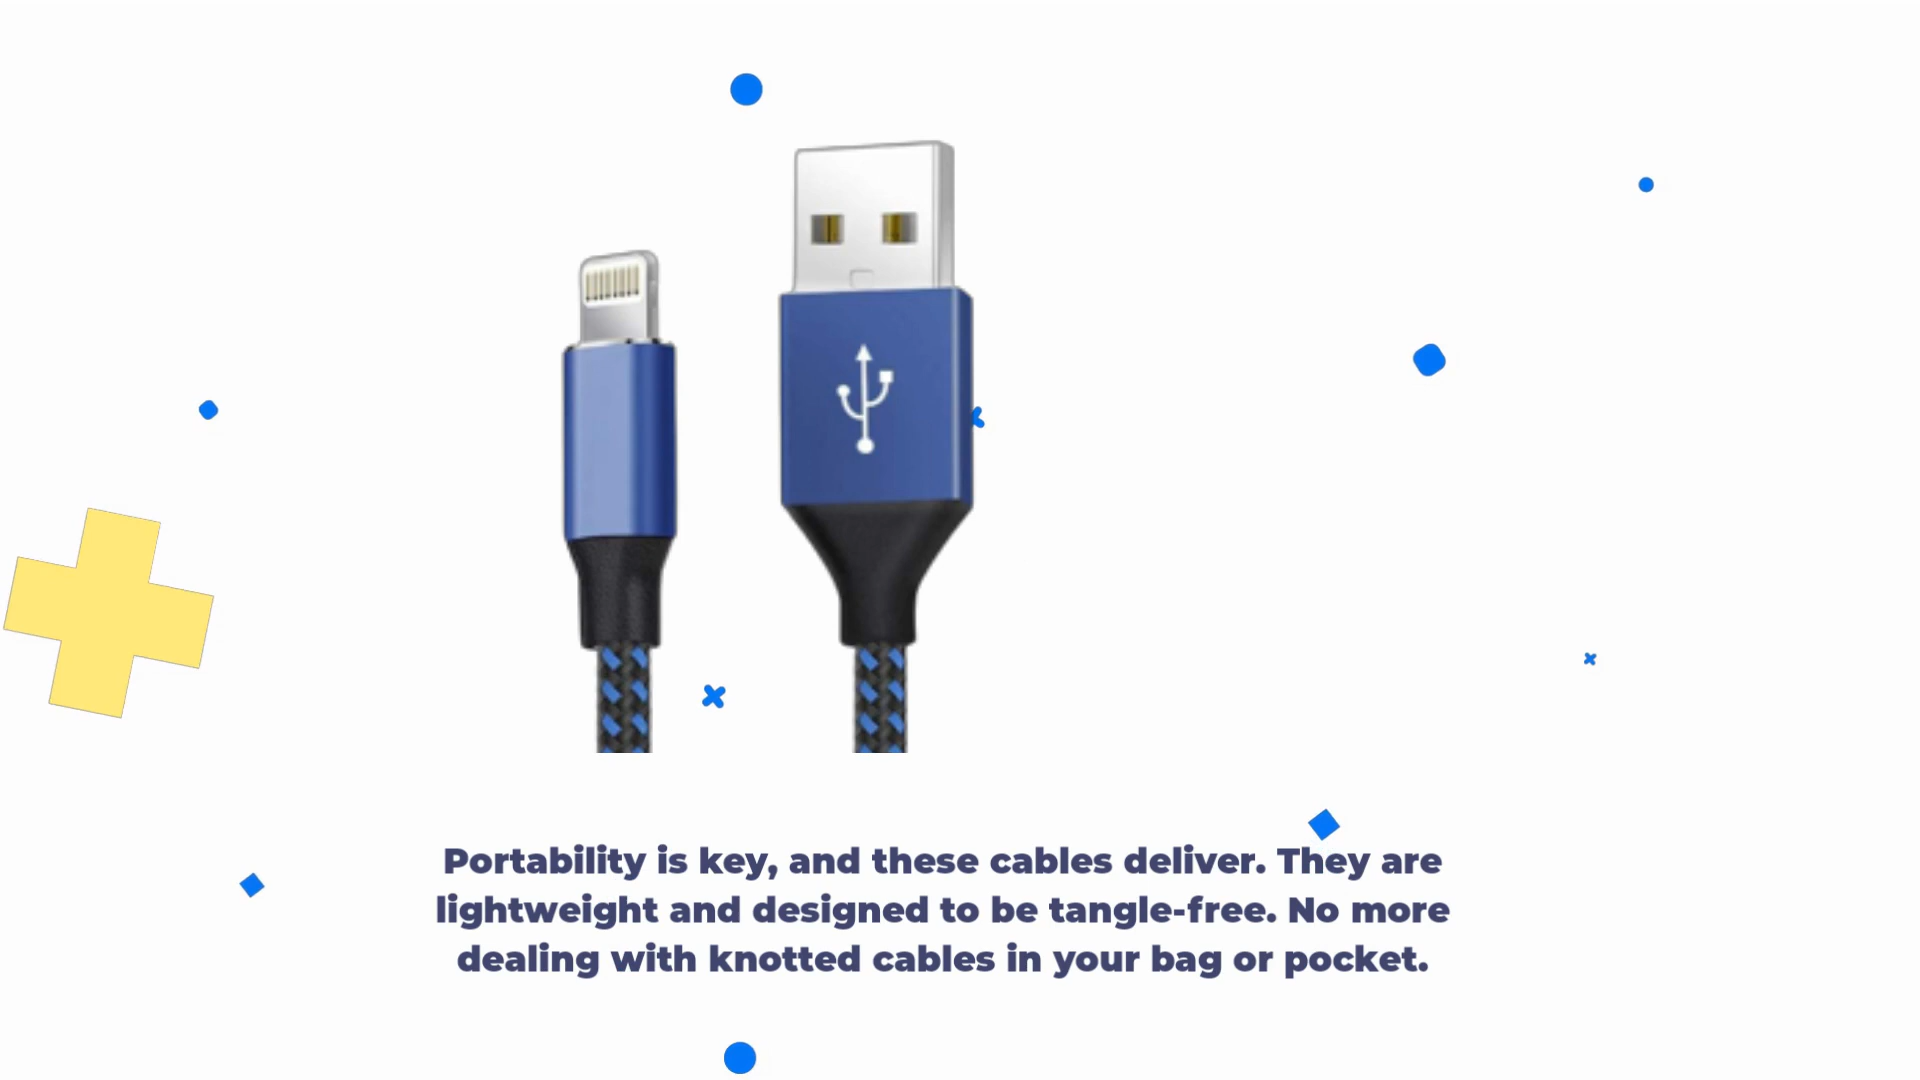 Portability is key, and these cables deliver. They are
lightweight and designed to be tangle-free. No more
dealing with knotted cables in your bag or pocket.